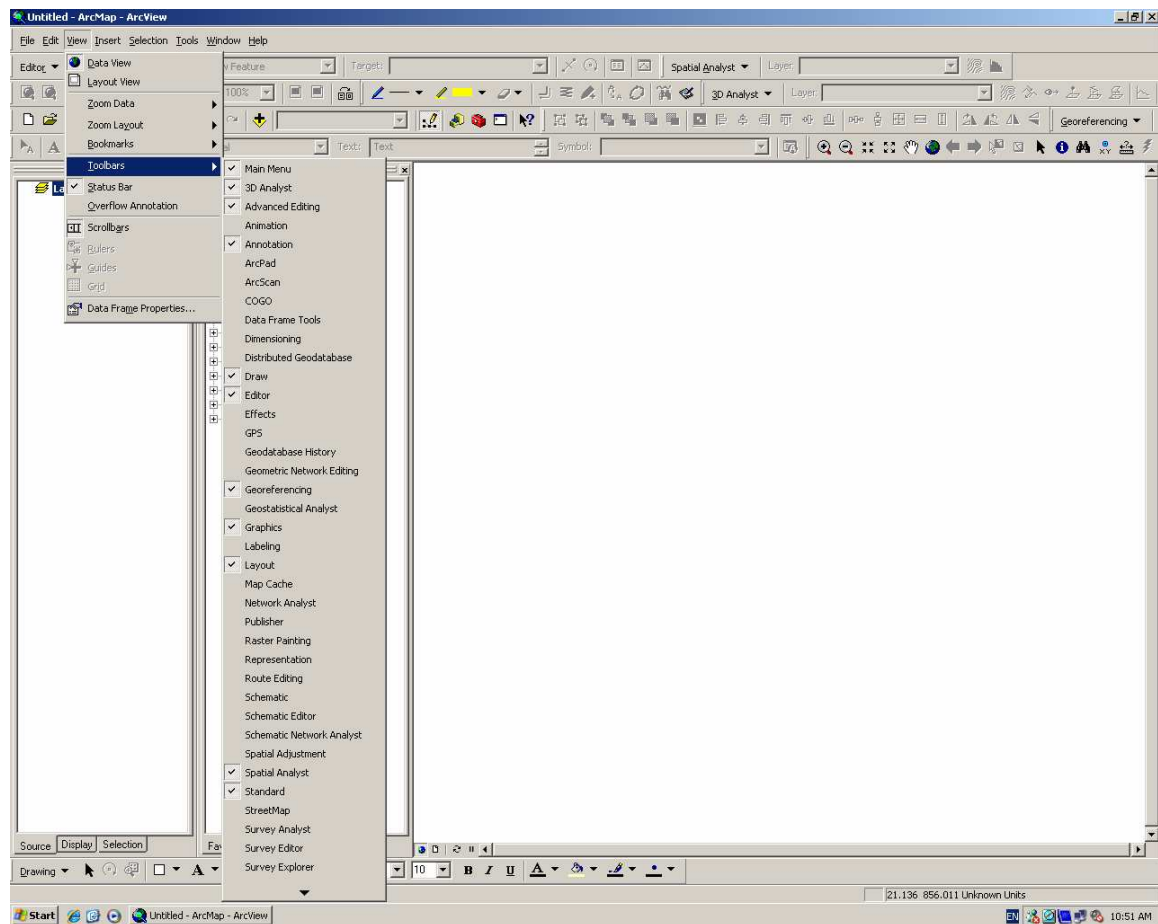 Untitled - ArcMap - ArcView
File Edit View Insert Selection Tools Window Help
Editor Feature Target: Spatial Analyst Layer:
100% 3D Analyst Layer:
Georeferencing
A A Text: Text Symbol:
Data View
Layout View
Zoom Data
Zoom Layout
Bookmarks
Toolbars
Status Bar
Overflow Annotation
Scrollbars
Rulers
Guides
Grid
Data Frame Properties...
Main Menu
3D Analyst
Advanced Editing
Animation
Annotation
ArcPad
ArcScan
COGO
Data Frame Tools
Dimensioning
Distributed Geodatabase
Draw
Editor
Effects
GPS
Geodatabase History
Geometric Network Editing
Georeferencing
Geostatistical Analyst
Graphics
Labeling
Layout
Map Cache
Network Analyst
Publisher
Raster Painting
Representation
Route Editing
Schematic
Schematic Editor
Schematic Network Analyst
Spatial Adjustment
Spatial Analyst
Standard
StreetMap
Survey Analyst
Survey Editor
Survey Explorer
Source Display Selection
Drawing A 10 B I U A
21.136 856.011 Unknown Units
Start Untitled - ArcMap - ArcView EN 10:51 AM